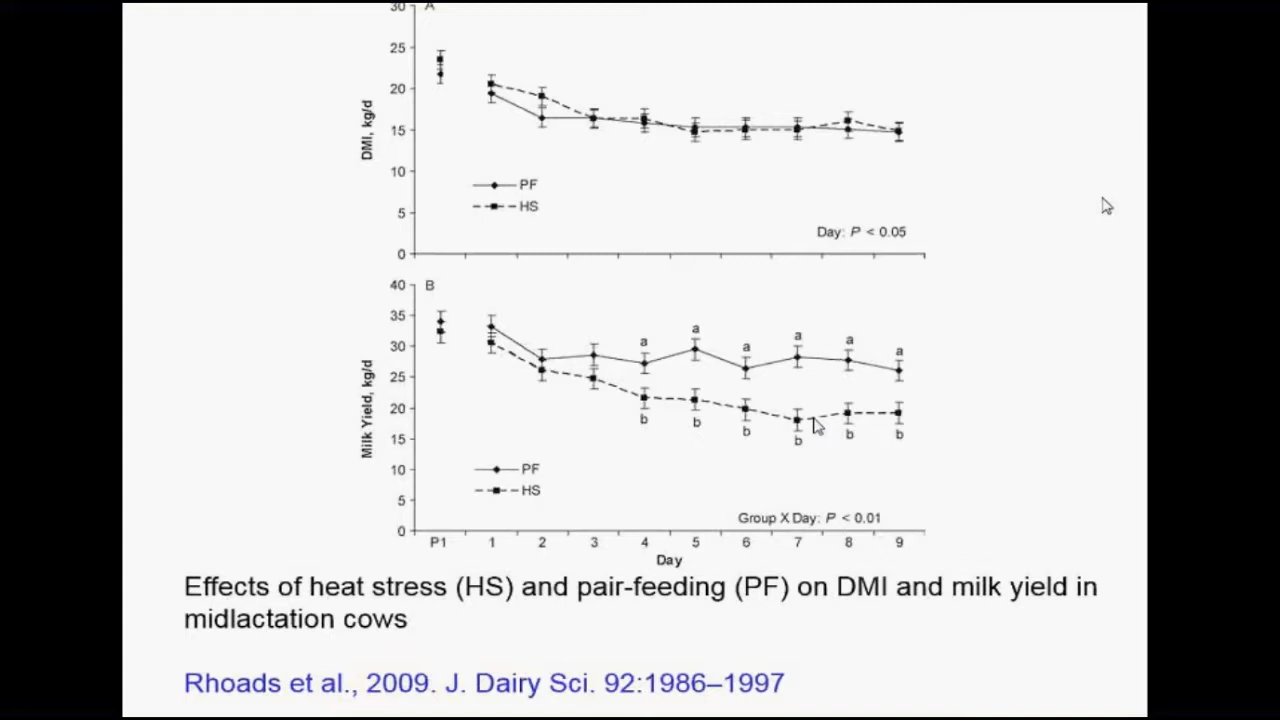 30
A
25
20
15
10
5
0
DMI, kg/d
PF
HS
Day: P < 0.05
40
B
35
30
25
20
15
10
5
0
Milk Yield, kg/d
a a a a a a
b b b b b b
PF
HS
Group X Day: P < 0.01
P1 1 2 3 4 5 6 7 8 9
Day
Effects of heat stress (HS) and pair-feeding (PF) on DMI and milk yield in
midlactation cows
Rhoads et al., 2009. J. Dairy Sci. 92:1986–1997